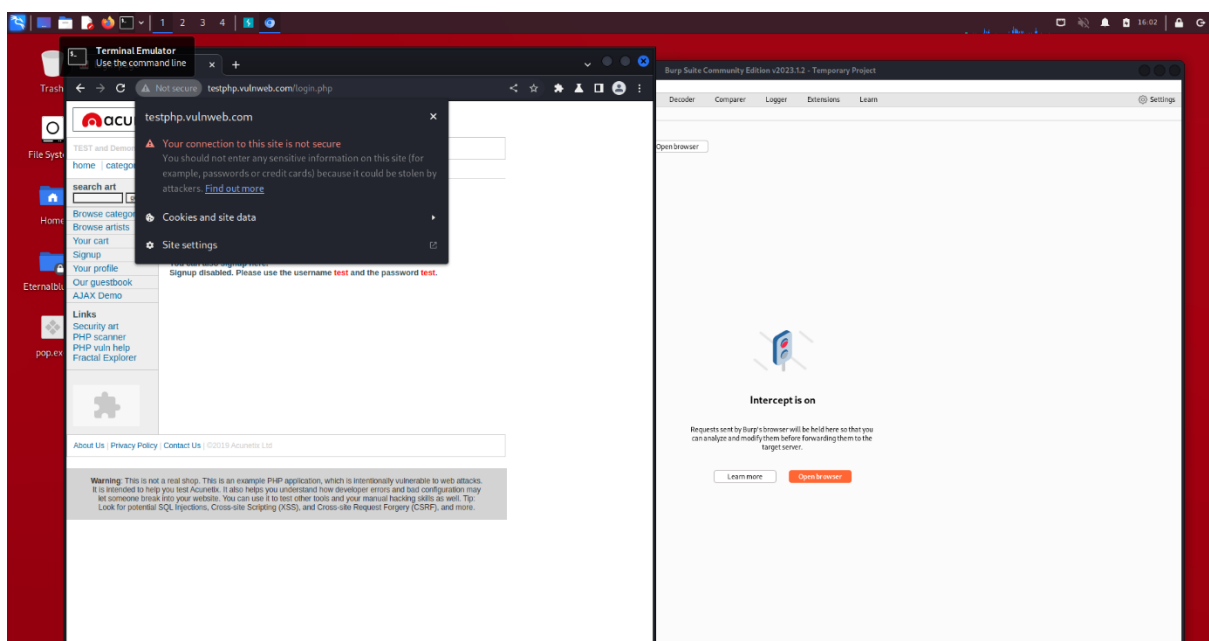 1 2 3 4
16:02
Terminal Emulator
Use the command line
Trash
File Syst
Home
Eternalblu
pop.ex
Not secure
testphp.vulnweb.com/login.php
acu
TEST and Demon
home
categor
search art
Browse categor
Browse artists
Your cart
Signup
Your profile
Our guestbook
AJAX Demo
Links
Security art
PHP scanner
PHP vuln help
Fractal Explorer
testphp.vulnweb.com
Your connection to this site is not secure
You should not enter any sensitive information on this site (for
example, passwords or credit cards) because it could be stolen by
attackers. Find out more
Cookies and site data
Site settings
You can also signup here.
Signup disabled. Please use the username test and the password test.
About Us | Privacy Policy | Contact Us | ©2019 Acunetix Ltd
Warning: This is not a real shop. This is an example PHP application, which is intentionally vulnerable to web attacks.
It is intended to help you test Acunetix. It also helps you understand how developer errors and bad configuration may
let someone break into your website. You can use it to test other tools and your manual hacking skills as well. Tip:
Look for potential SQL Injections, Cross-site Scripting (XSS), and Cross-site Request Forgery (CSRF), and more.
Burp Suite Community Edition v2023.1.2 - Temporary Project
Decoder Comparer Logger Extensions Learn
Settings
Open browser
Intercept is on
Requests sent by Burp's browser will be held here so that you
can analyze and modify them before forwarding them to the
target server.
Learn more
Open browser